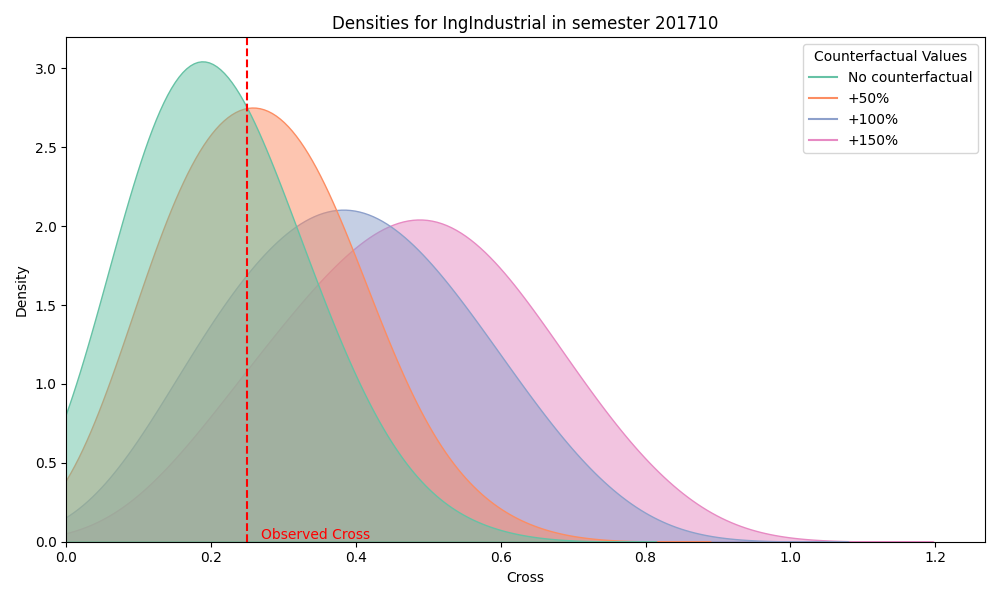 Densities for IngIndustrial in semester 201710
Counterfactual Values
No counterfactual
+50%
+100%
+150%
Density
3.0
2.5
2.0
1.5
1.0
0.5
0.0
Observed Cross
0.0 0.2 0.4 0.6 0.8 1.0 1.2
Cross